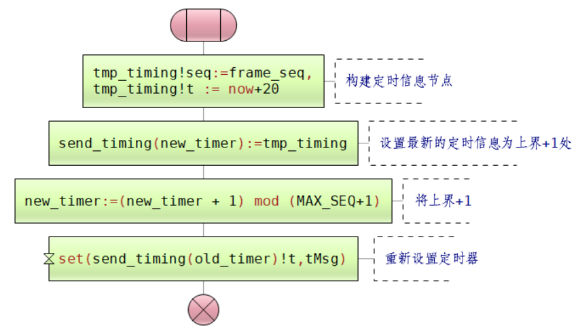 tmp_timing!seq:=frame_seq,
tmp_timing!t := now+20
构建定时信息节点
send_timing(new_timer):=tmp_timing
设置最新的定时信息为上界+1处
new_timer:=(new_timer + 1) mod (MAX_SEQ+1)
将上界+1
set(send_timing(old_timer)!t,tMsg)
重新设置定时器